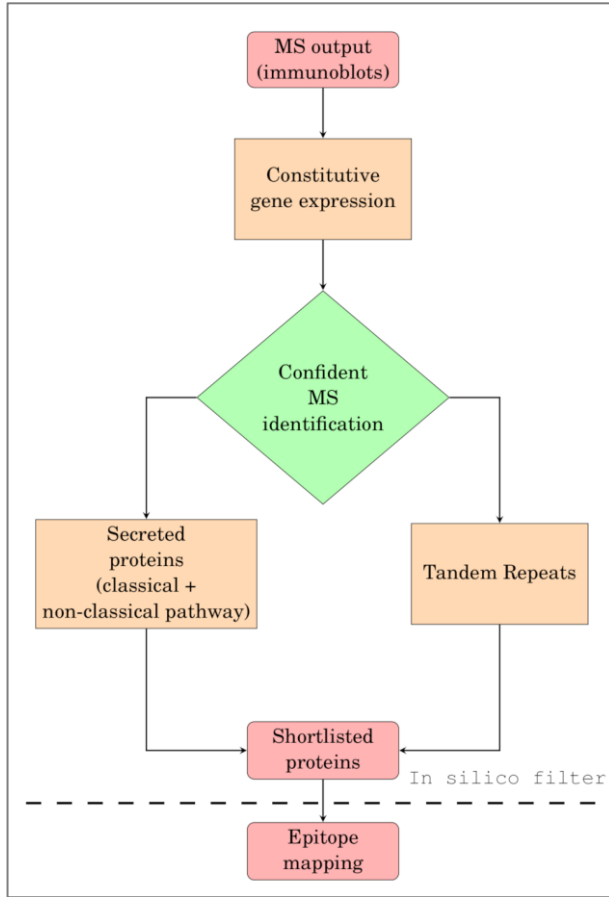 MS output
(immunoblots)
Constitutive
gene expression
Confident
MS
identification
Secreted
proteins
(classical +
non-classical pathway)
Tandem Repeats
Shortlisted
proteins
In silico filter
Epitope
mapping